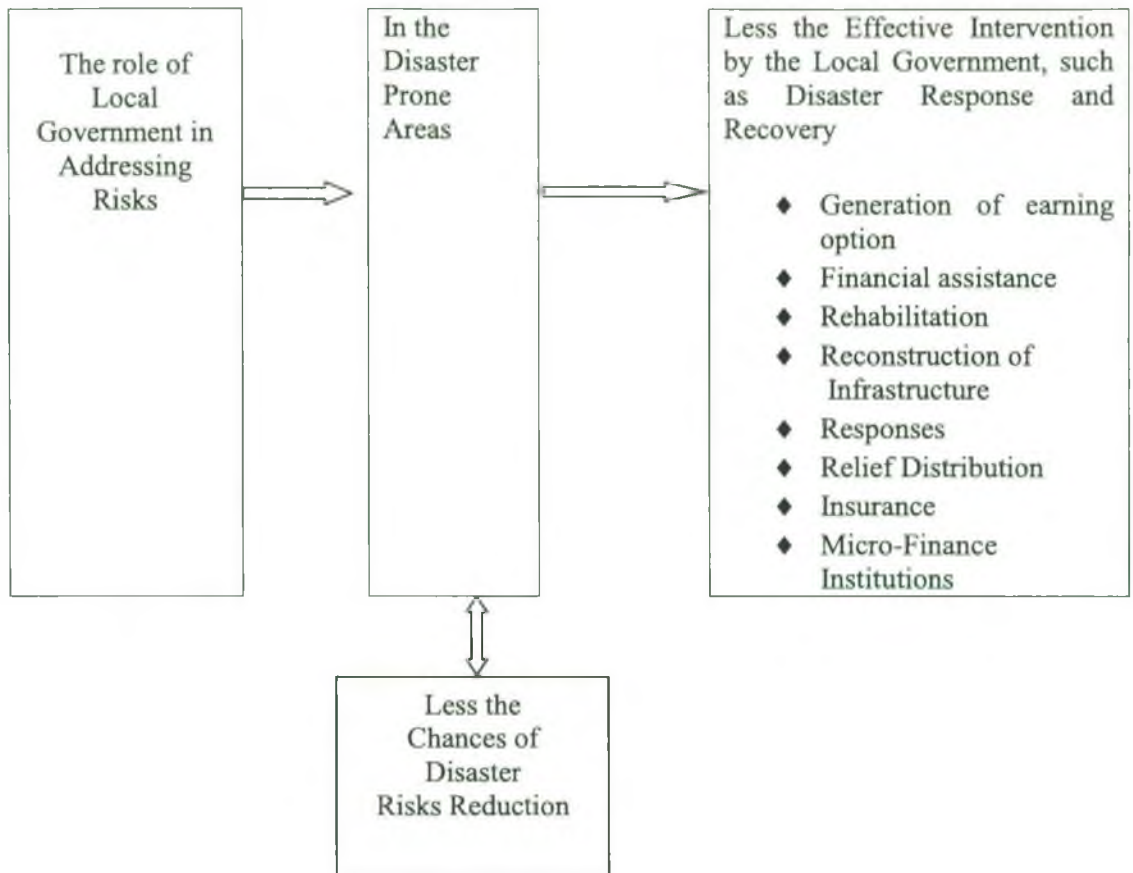 The role of
Local
Government in
Addressing
Risks
In the
Disaster
Prone
Areas
Less the Effective Intervention
by the Local Government, such
as Disaster Response and
Recovery
♦ Generation of earning
option
♦ Financial assistance
♦ Rehabilitation
♦ Reconstruction of
Infrastructure
♦ Responses
♦ Relief Distribution
♦ Insurance
♦ Micro-Finance
Institutions
Less the
Chances of
Disaster
Risks Reduction